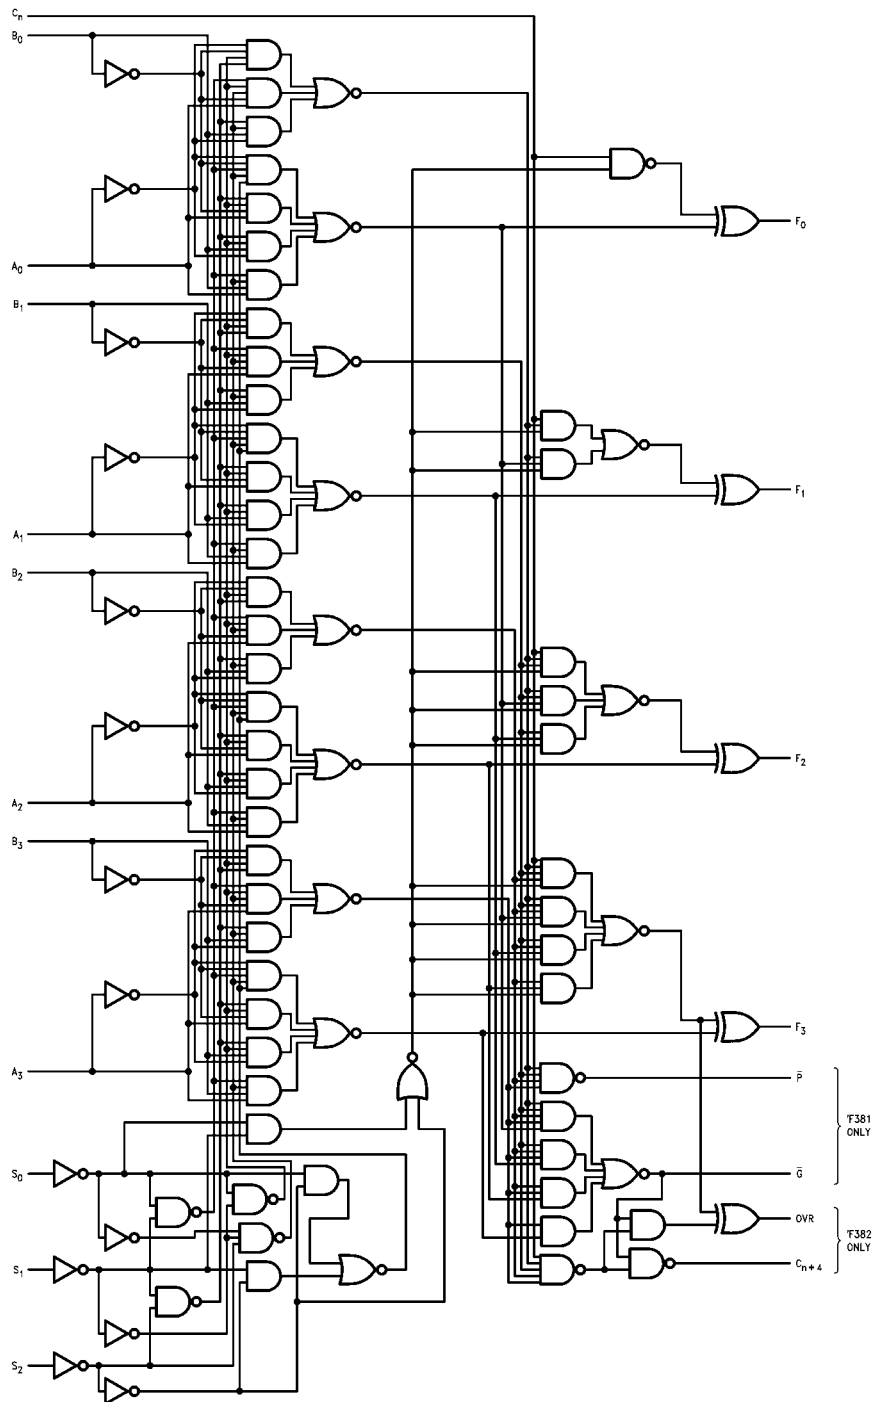 Cₙ
B₀
A₀
B₁
A₁
B₂
A₂
B₃
A₃
S₀
S₁
S₂
F₀
F₁
F₂
F₃
P̅
'F381
ONLY
G̅
OVR
'F382
ONLY
Cₙ₊₄